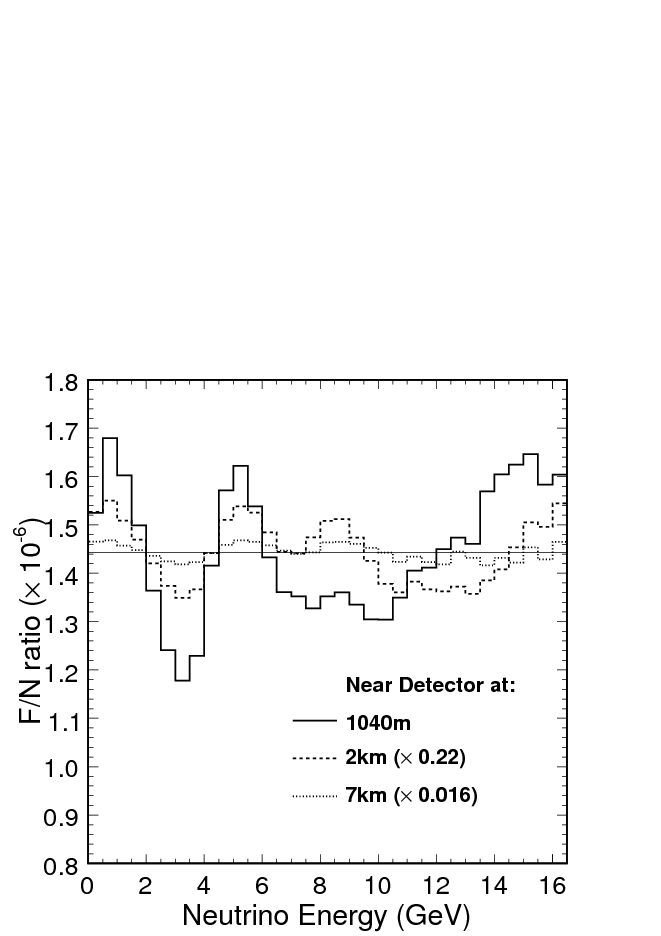 1.8
1.7
1.6
1.5
1.4
1.3
1.2
1.1
1.0
0.9
0.8
F/N ratio (× 10⁻⁶)
Near Detector at:
1040m
2km (× 0.22)
7km (× 0.016)
0 2 4 6 8 10 12 14 16
Neutrino Energy (GeV)